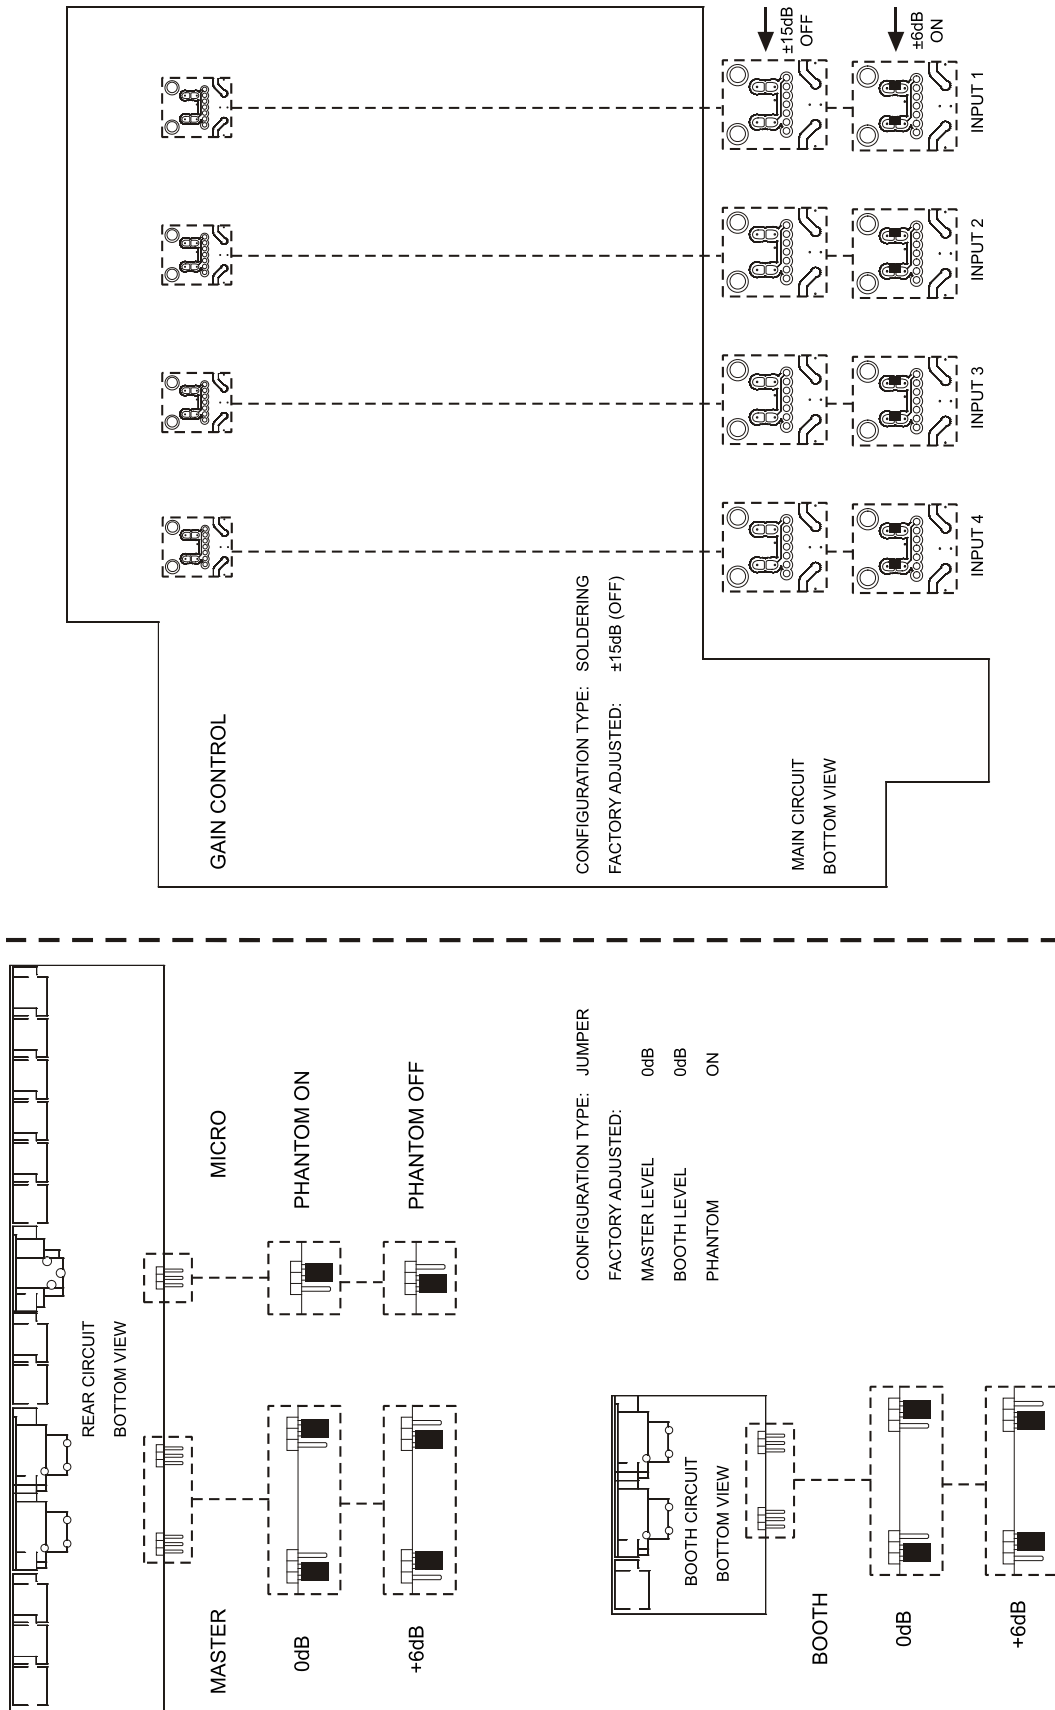 REAR CIRCUIT
BOTTOM VIEW
MASTER
MICRO
0dB
PHANTOM ON
+6dB
PHANTOM OFF
CONFIGURATION TYPE: JUMPER
FACTORY ADJUSTED:
MASTER LEVEL 0dB
BOOTH LEVEL 0dB
PHANTOM ON
BOOTH CIRCUIT
BOTTOM VIEW
BOOTH
0dB
+6dB
GAIN CONTROL
CONFIGURATION TYPE: SOLDERING
FACTORY ADJUSTED: ±15dB (OFF)
MAIN CIRCUIT
BOTTOM VIEW
±15dB
OFF
±6dB
ON
INPUT 4
INPUT 3
INPUT 2
INPUT 1